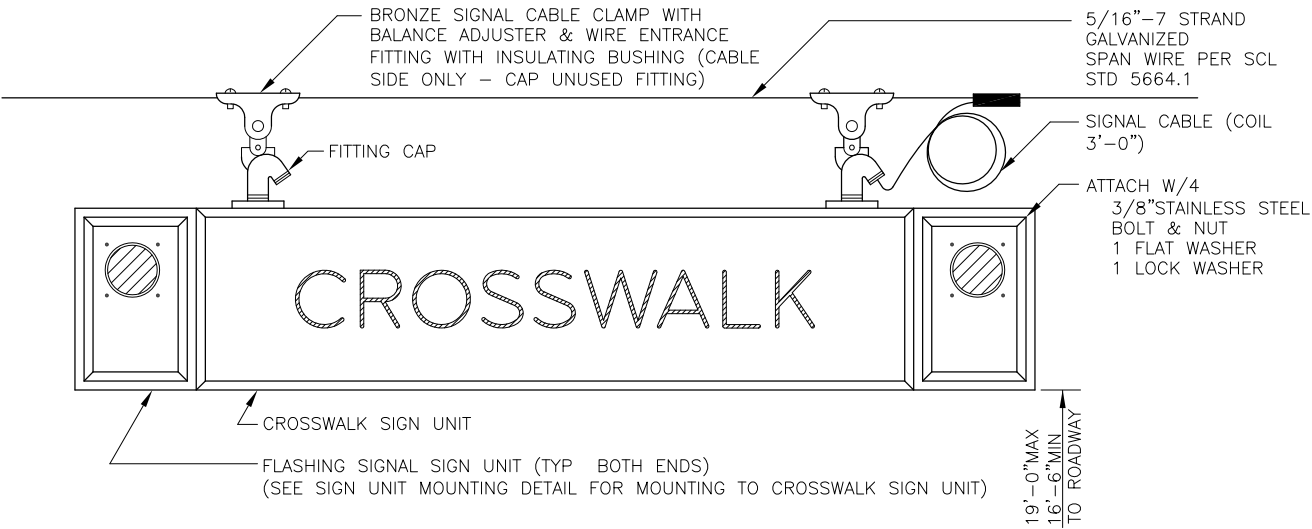 BRONZE SIGNAL CABLE CLAMP WITH
BALANCE ADJUSTER & WIRE ENTRANCE
FITTING WITH INSULATING BUSHING (CABLE
SIDE ONLY – CAP UNUSED FITTING)
5/16"–7 STRAND
GALVANIZED
SPAN WIRE PER SCL
STD 5664.1
SIGNAL CABLE (COIL
3'–0")
FITTING CAP
ATTACH W/4
3/8"STAINLESS STEEL
BOLT & NUT
1 FLAT WASHER
1 LOCK WASHER
CROSSWALK
CROSSWALK SIGN UNIT
FLASHING SIGNAL SIGN UNIT (TYP BOTH ENDS)
(SEE SIGN UNIT MOUNTING DETAIL FOR MOUNTING TO CROSSWALK SIGN UNIT)
19'–0"MAX
16'–6"MIN
TO ROADWAY